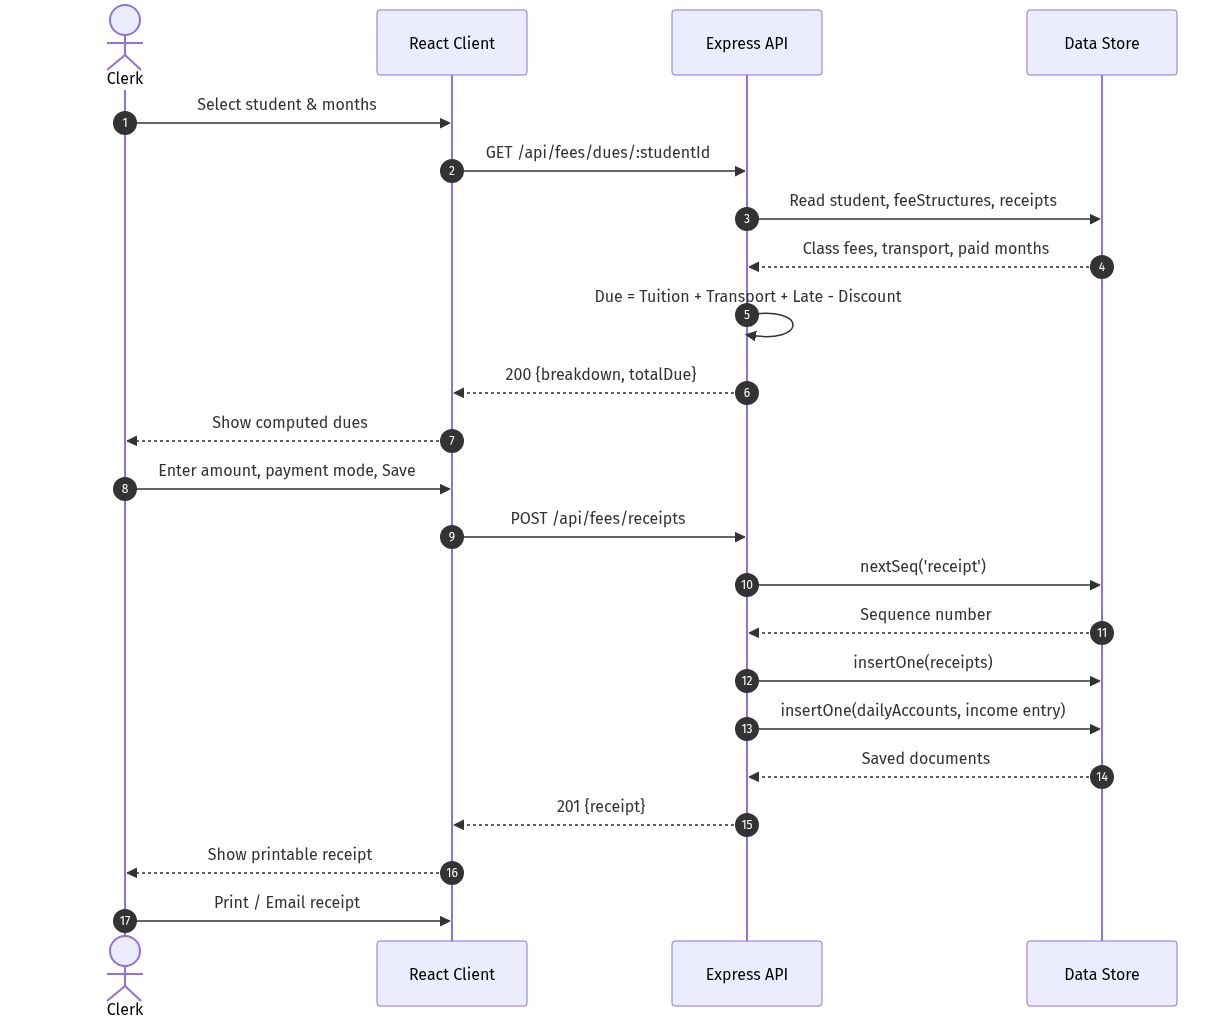 Clerk
React Client
Express API
Data Store
Select student & months
1
GET /api/fees/dues/:studentId
2
Read student, feeStructures, receipts
3
Class fees, transport, paid months
4
Due = Tuition + Transport + Late - Discount
5
200 {breakdown, totalDue}
6
Show computed dues
7
Enter amount, payment mode, Save
8
POST /api/fees/receipts
9
nextSeq('receipt')
10
Sequence number
11
insertOne(receipts)
12
insertOne(dailyAccounts, income entry)
13
Saved documents
14
201 {receipt}
15
Show printable receipt
16
Print / Email receipt
17
Clerk
React Client
Express API
Data Store